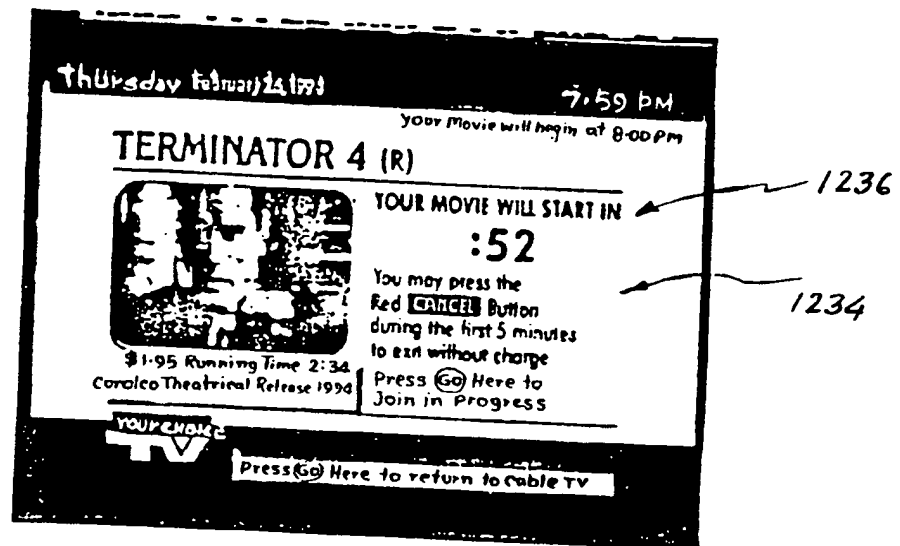 Thursday February 24, 1994
7:59 PM
Your Movie will begin at 8:00 PM
TERMINATOR 4 (R)
YOUR MOVIE WILL START IN
:52
You may press the
Red CANCEL Button
during the first 5 minutes
to exit without charge
$1.95 Running Time 2:34
Carolco Theatrical Release 1994
Press Go Here to
Join in Progress
YOUR CHOICE
TV
Press Go Here to return to Cable TV
1236
1234